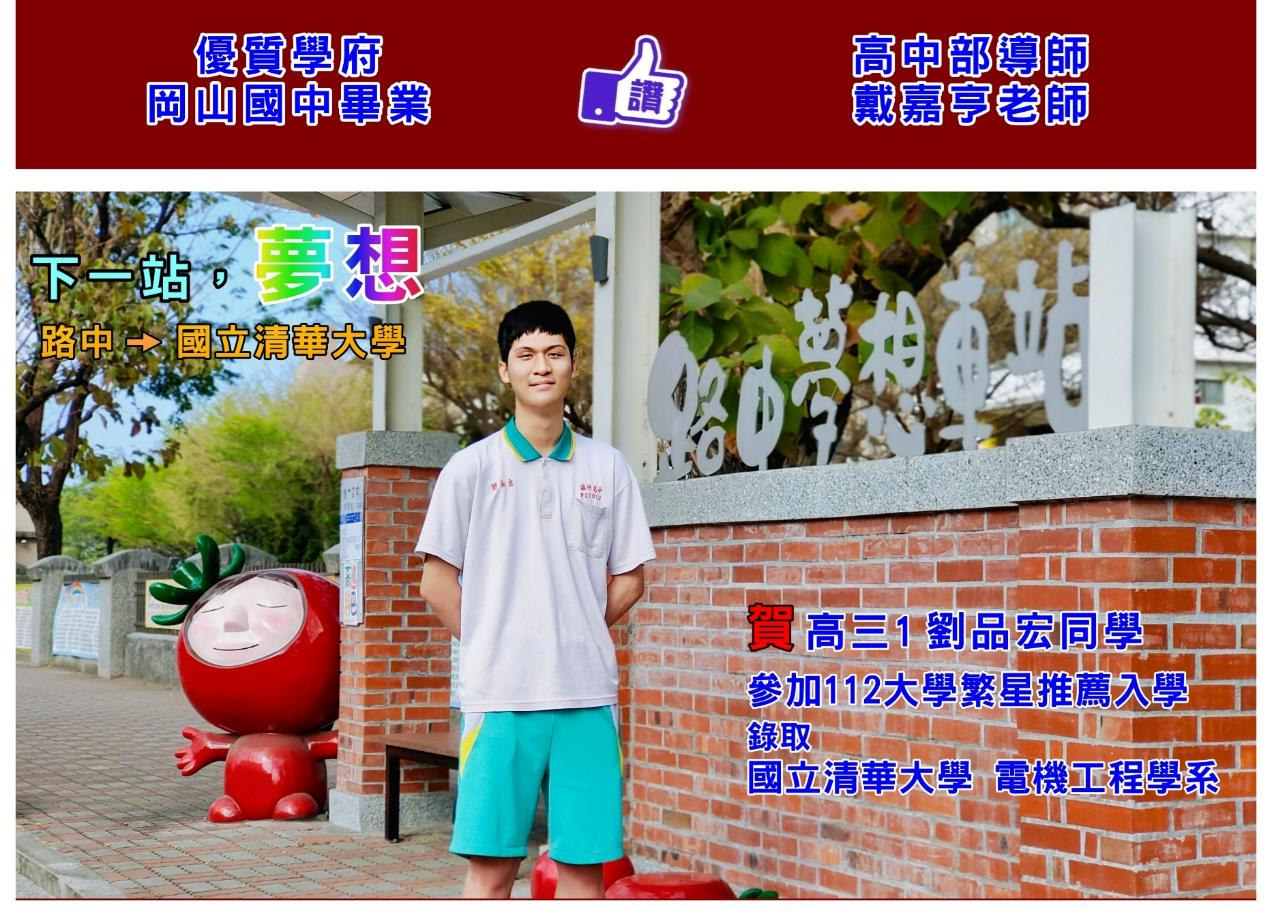 優質學府
岡山國中畢業
讚
高中部導師
戴嘉亨老師
下一站，夢想
路中→國立清華大學
路中夢想車站
賀 高三1 劉品宏同學
參加112大學繁星推薦入學
錄取
國立清華大學 電機工程學系